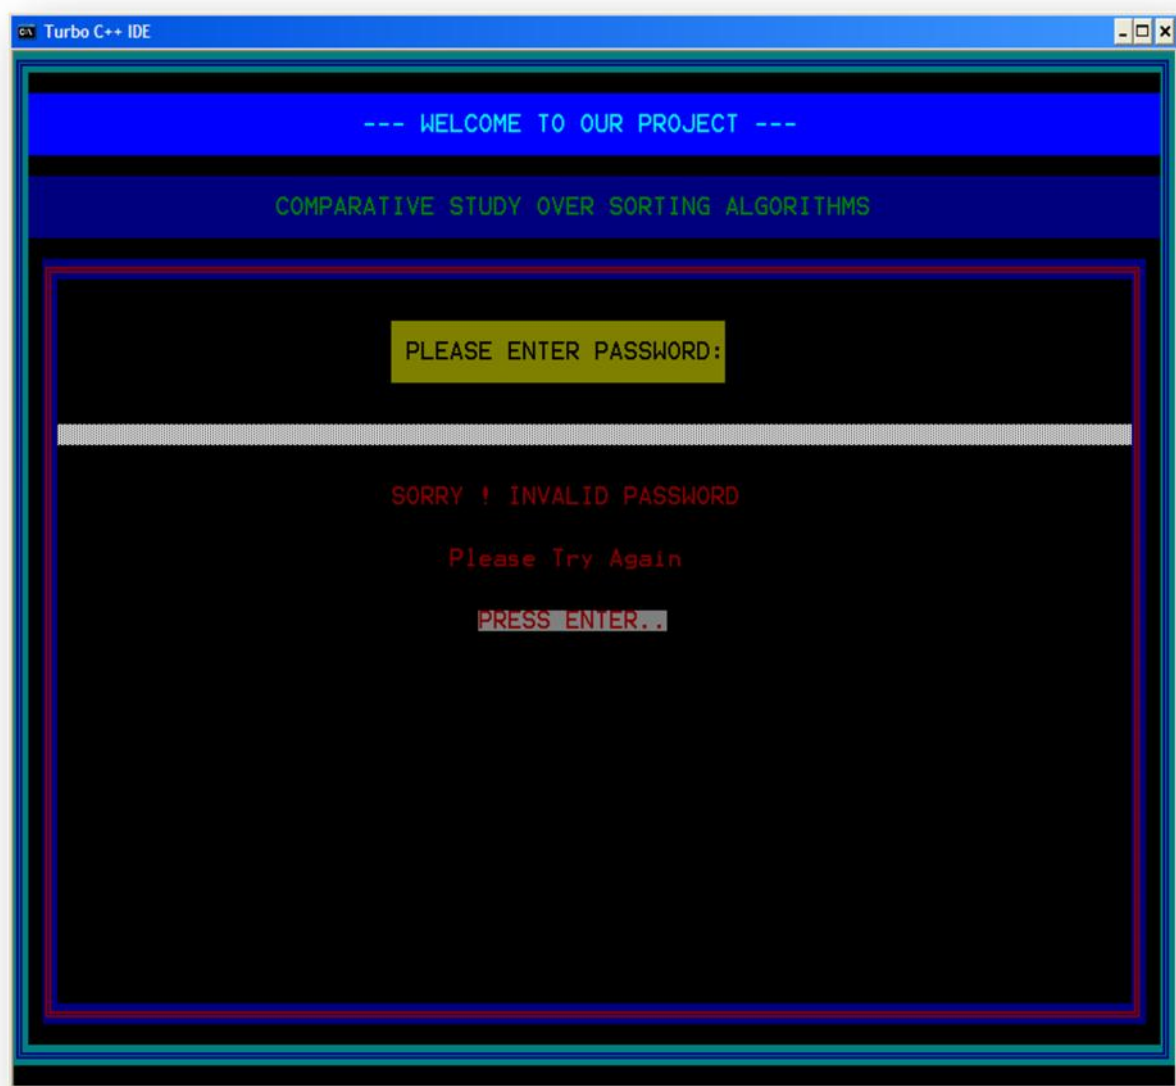 Turbo C++ IDE
--- WELCOME TO OUR PROJECT ---
COMPARATIVE STUDY OVER SORTING ALGORITHMS
PLEASE ENTER PASSWORD:
SORRY ! INVALID PASSWORD
Please Try Again
PRESS ENTER..